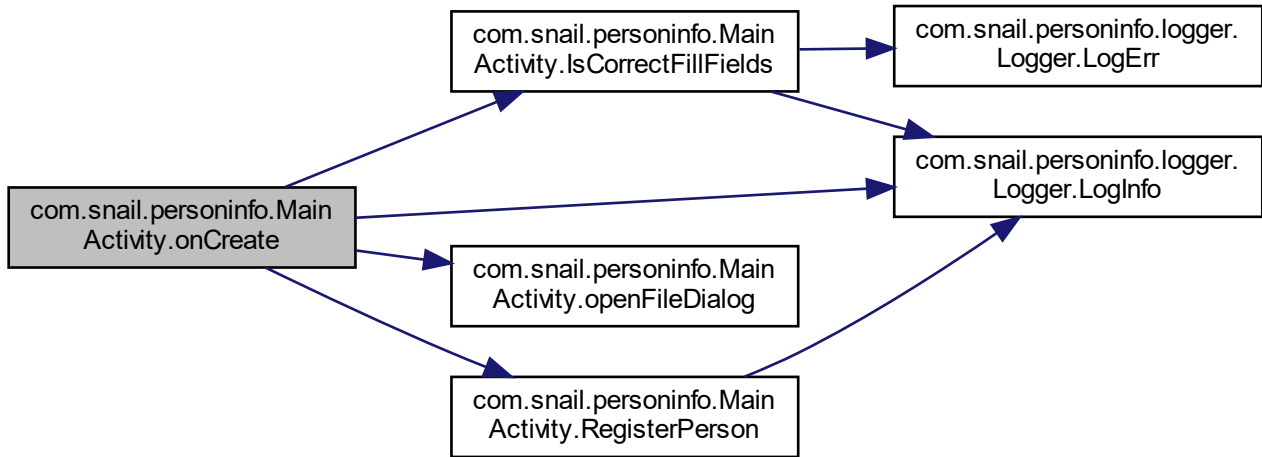 com.snail.personinfo.Main
Activity.onCreate
com.snail.personinfo.Main
Activity.IsCorrectFillFields
com.snail.personinfo.logger.
Logger.LogErr
com.snail.personinfo.logger.
Logger.LogInfo
com.snail.personinfo.Main
Activity.openFileDialog
com.snail.personinfo.Main
Activity.RegisterPerson